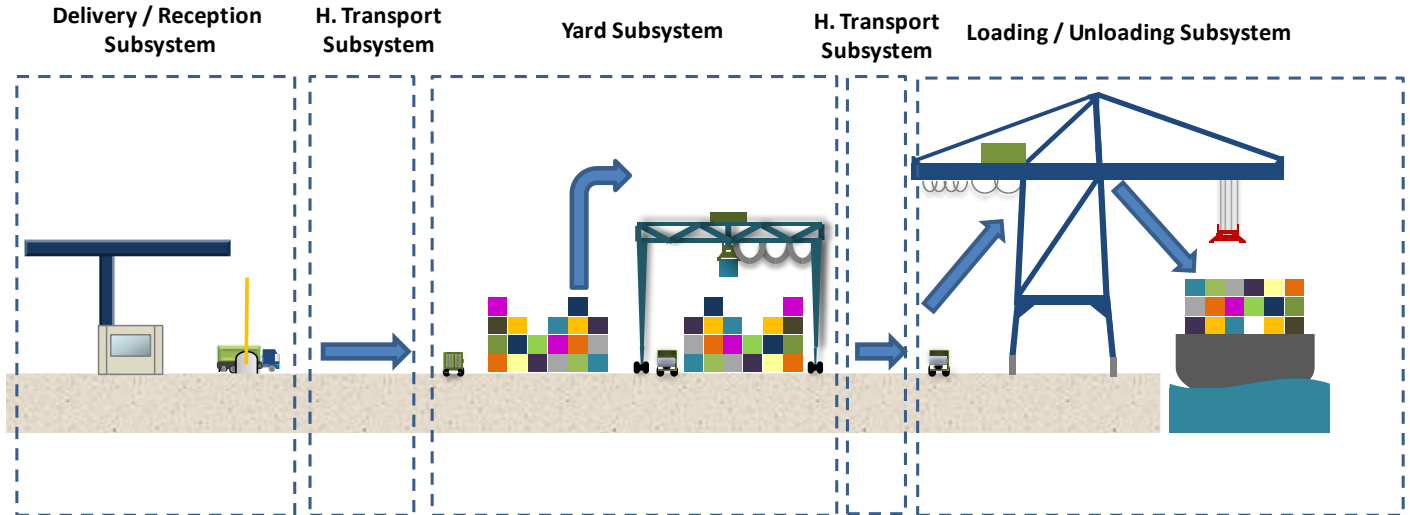 Delivery / Reception
Subsystem
H. Transport
Subsystem
Yard Subsystem
H. Transport
Subsystem
Loading / Unloading Subsystem